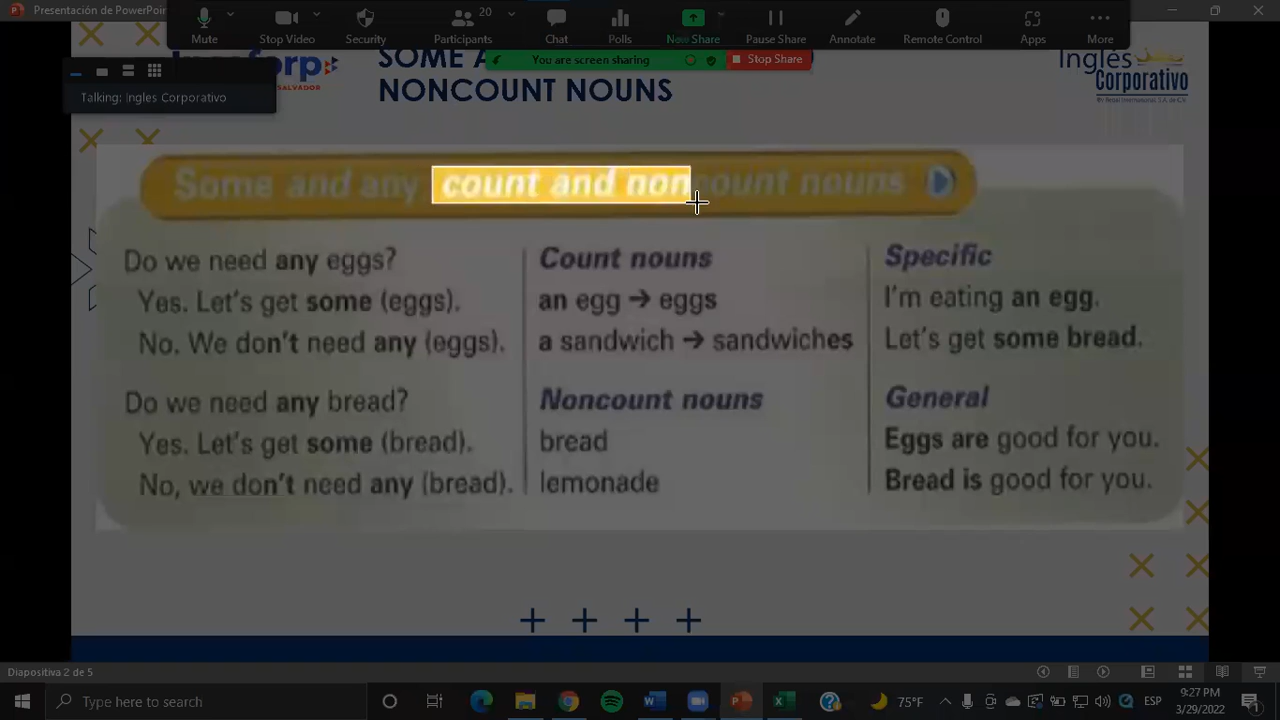 Presentación de PowerPoin
20
Mute
Stop Video
Security
Participants
Chat
Polls
New Share
Pause Share
Annotate
Remote Control
Apps
More
You are screen sharing
Stop Share
Talking: Ingles Corporativo
SALVADOR
SOME A
NONCOUNT NOUNS
Inglés
Corporativo
Some and any count and noncount nouns
Do we need any eggs?
Yes. Let's get some (eggs).
No. We don't need any (eggs).
Do we need any bread?
Yes. Let's get some (bread).
No, we don't need any (bread).
Count nouns
an egg → eggs
a sandwich → sandwiches
Noncount nouns
bread
lemonade
Specific
I'm eating an egg.
Let's get some bread.
General
Eggs are good for you.
Bread is good for you.
Diapositiva 2 de 5
Type here to search
75°F
ESP
9:27 PM
3/29/2022